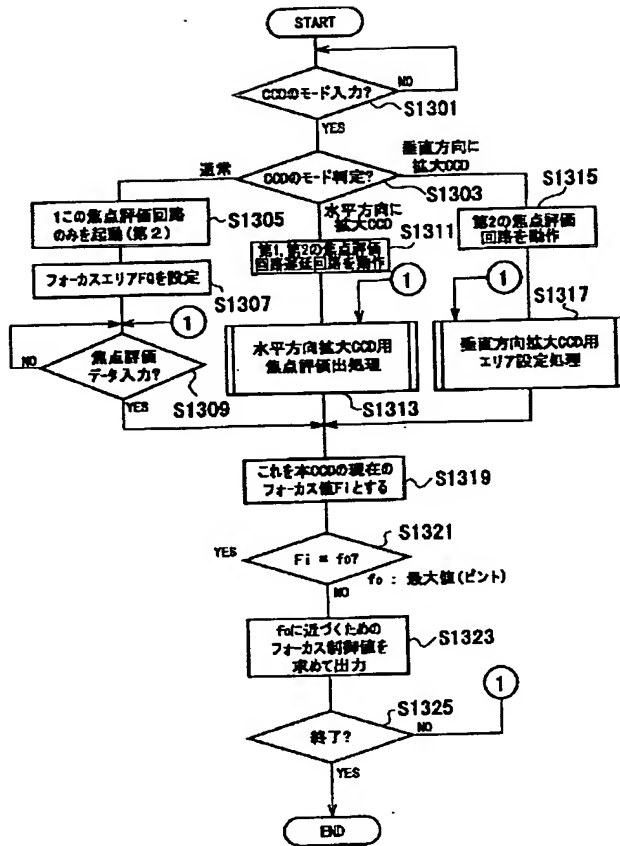 START
NO
CCDのモード入力?
S1301
YES
垂直方向に
拡大CCD
通常
CCDのモード判定?
S1303
S1315
1この焦点評価回路
のみを起動(第2)
S1305
水平方向に
拡大CCD
S1311
第1,第2の焦点評価
回路遅延回路を動作
第2の焦点評価
回路を動作
フォーカスエリアFQを設定
S1307
1
1
1
S1317
NO
焦点評価
データ入力?
S1309
YES
水平方向拡大CCD用
焦点評価出処理
S1313
垂直方向拡大CCD用
エリア設定処理
これを本CCDの現在の
フォーカス値Fiとする
S1319
S1321
YES
Fi = fo?
fo : 最大値(ピント)
NO
foに近づくための
フォーカス制御値を
求めて出力
S1323
1
S1325
終了?
NO
YES
END